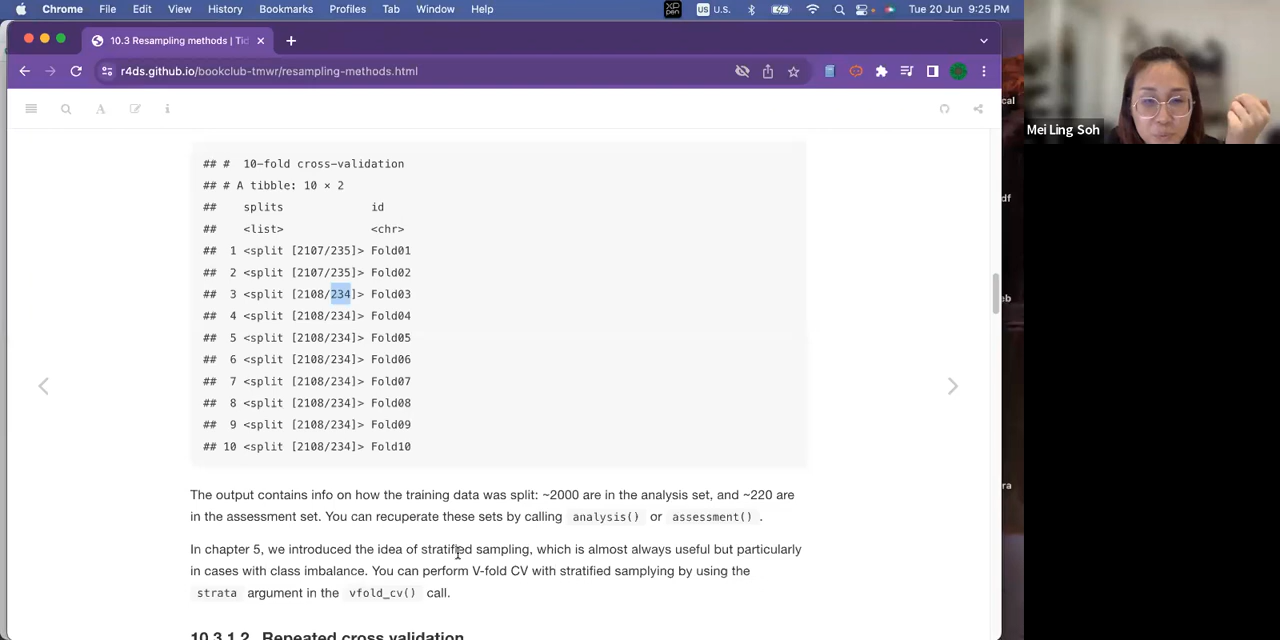 Chrome File Edit View History Bookmarks Profiles Tab Window Help
XP PEN US U.S. Tue 20 Jun 9:25 PM
10.3 Resampling methods | Tid
r4ds.github.io/bookclub-tmwr/resampling-methods.html
## # 10-fold cross-validation
## # A tibble: 10 × 2
## splits id
## <list> <chr>
## 1 <split [2107/235]> Fold01
## 2 <split [2107/235]> Fold02
## 3 <split [2108/234]> Fold03
## 4 <split [2108/234]> Fold04
## 5 <split [2108/234]> Fold05
## 6 <split [2108/234]> Fold06
## 7 <split [2108/234]> Fold07
## 8 <split [2108/234]> Fold08
## 9 <split [2108/234]> Fold09
## 10 <split [2108/234]> Fold10
The output contains info on how the training data was split: ~2000 are in the analysis set, and ~220 are
in the assessment set. You can recuperate these sets by calling analysis() or assessment() .
In chapter 5, we introduced the idea of stratified sampling, which is almost always useful but particularly
in cases with class imbalance. You can perform V-fold CV with stratified samplying by using the
strata argument in the vfold_cv() call.
10.3.1.2 Repeated cross validation
Mei Ling Soh
cal
df
eb
ra